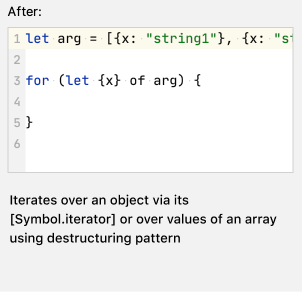 After:
1 let arg = [{x: "string1"}, {x: "st
2
3 for (let {x} of arg) {
4
5 }
6
Iterates over an object via its
[Symbol.iterator] or over values of an array
using destructuring pattern